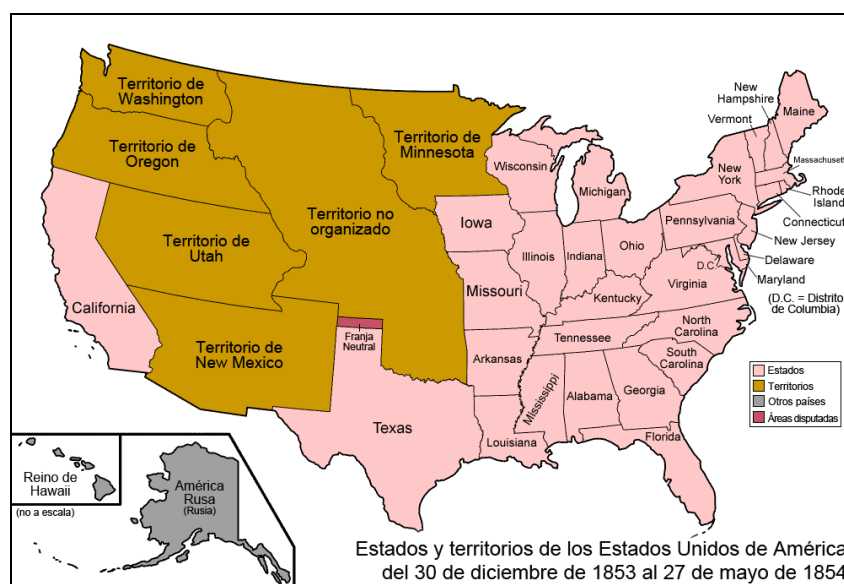 Territorio de
Washington
Territorio de
Oregon
Territorio de
Minnesota
Territorio no
organizado
Territorio de
Utah
Territorio de
New Mexico
California
Franja
Neutral
Texas
Iowa
Missouri
Arkansas
Louisiana
Wisconsin
Michigan
Illinois
Indiana
Ohio
Kentucky
Tennessee
Mississippi
Alabama
Georgia
Florida
South
Carolina
North
Carolina
Virginia
D.C.
Pennsylvania
New
York
Vermont
New
Hampshire
Maine
Massachusett
Rhode
Island
Connecticut
New Jersey
Delaware
Maryland
(D.C. = Distrito
de Columbia)
Estados
Territorios
Otros países
Áreas disputadas
Reino de
Hawaii
(no a escala)
América
Rusa
(Rusia)
Estados y territorios de los Estados Unidos de América
del 30 de diciembre de 1853 al 27 de mayo de 1854